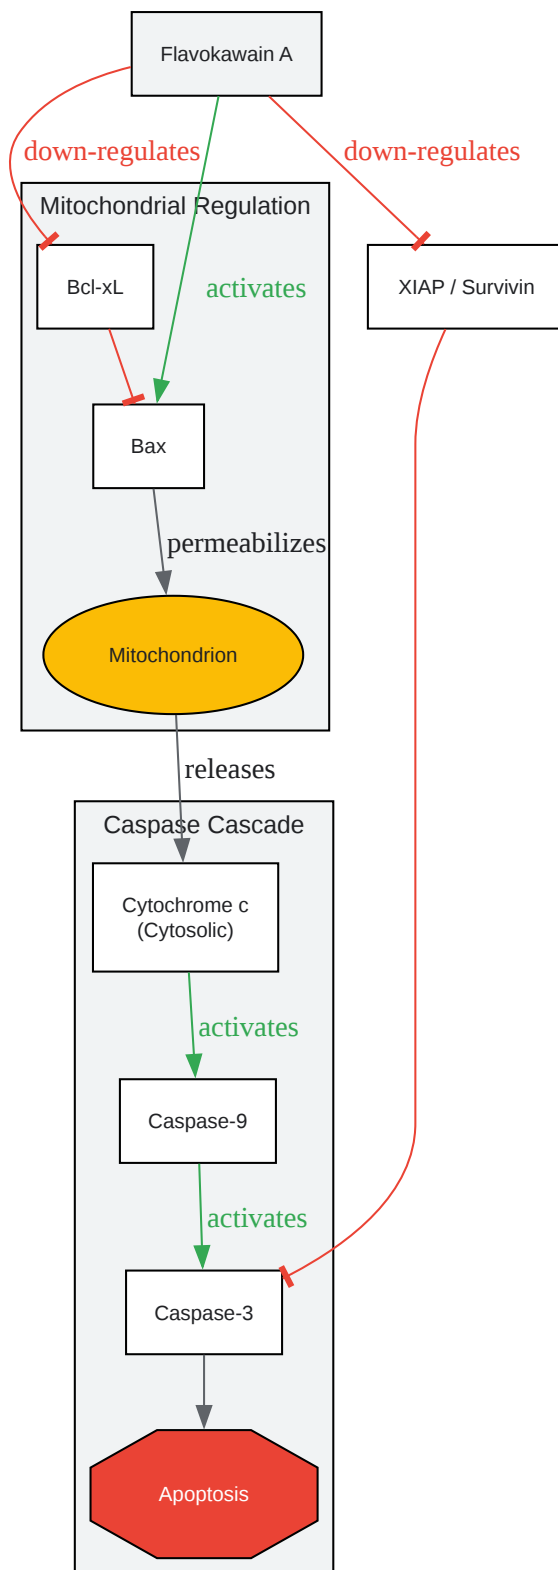 Flavokawain A
down-regulates
down-regulates
Mitochondrial Regulation
Bcl-xL
activates
XIAP / Survivin
Bax
permeabilizes
Mitochondrion
releases
Caspase Cascade
Cytochrome c
(Cytosolic)
activates
Caspase-9
activates
Caspase-3
Apoptosis